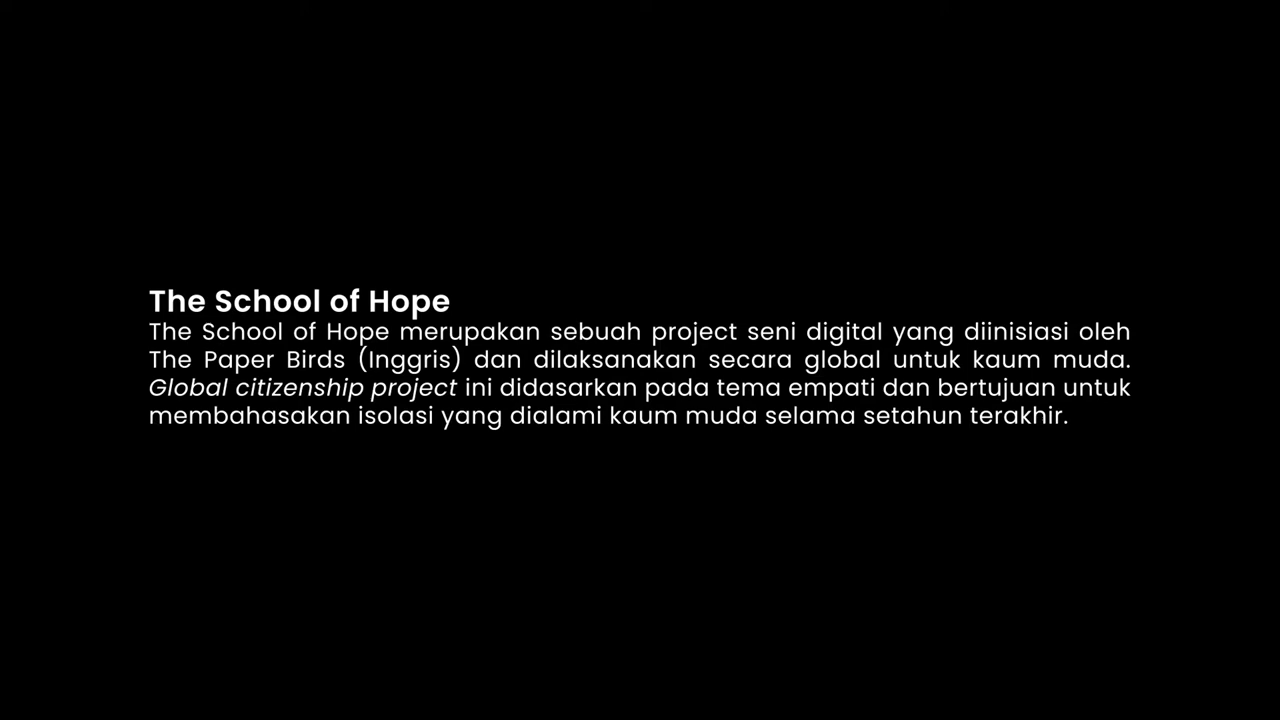 The School of Hope
The School of Hope merupakan sebuah project seni digital yang diinisiasi oleh
The Paper Birds (Inggris) dan dilaksanakan secara global untuk kaum muda.
Global citizenship project ini didasarkan pada tema empati dan bertujuan untuk
membahasakan isolasi yang dialami kaum muda selama setahun terakhir.